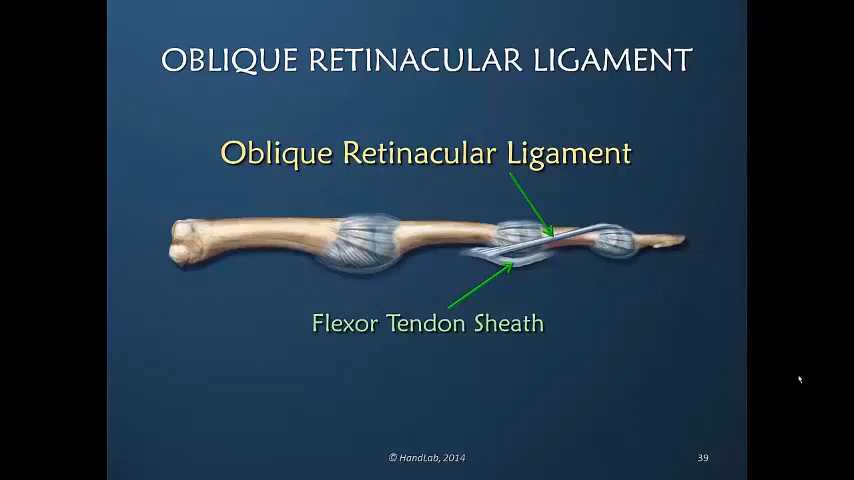 OBLIQUE RETINACULAR LIGAMENT
Oblique Retinacular Ligament
Flexor Tendon Sheath
© HandLab, 2014
39